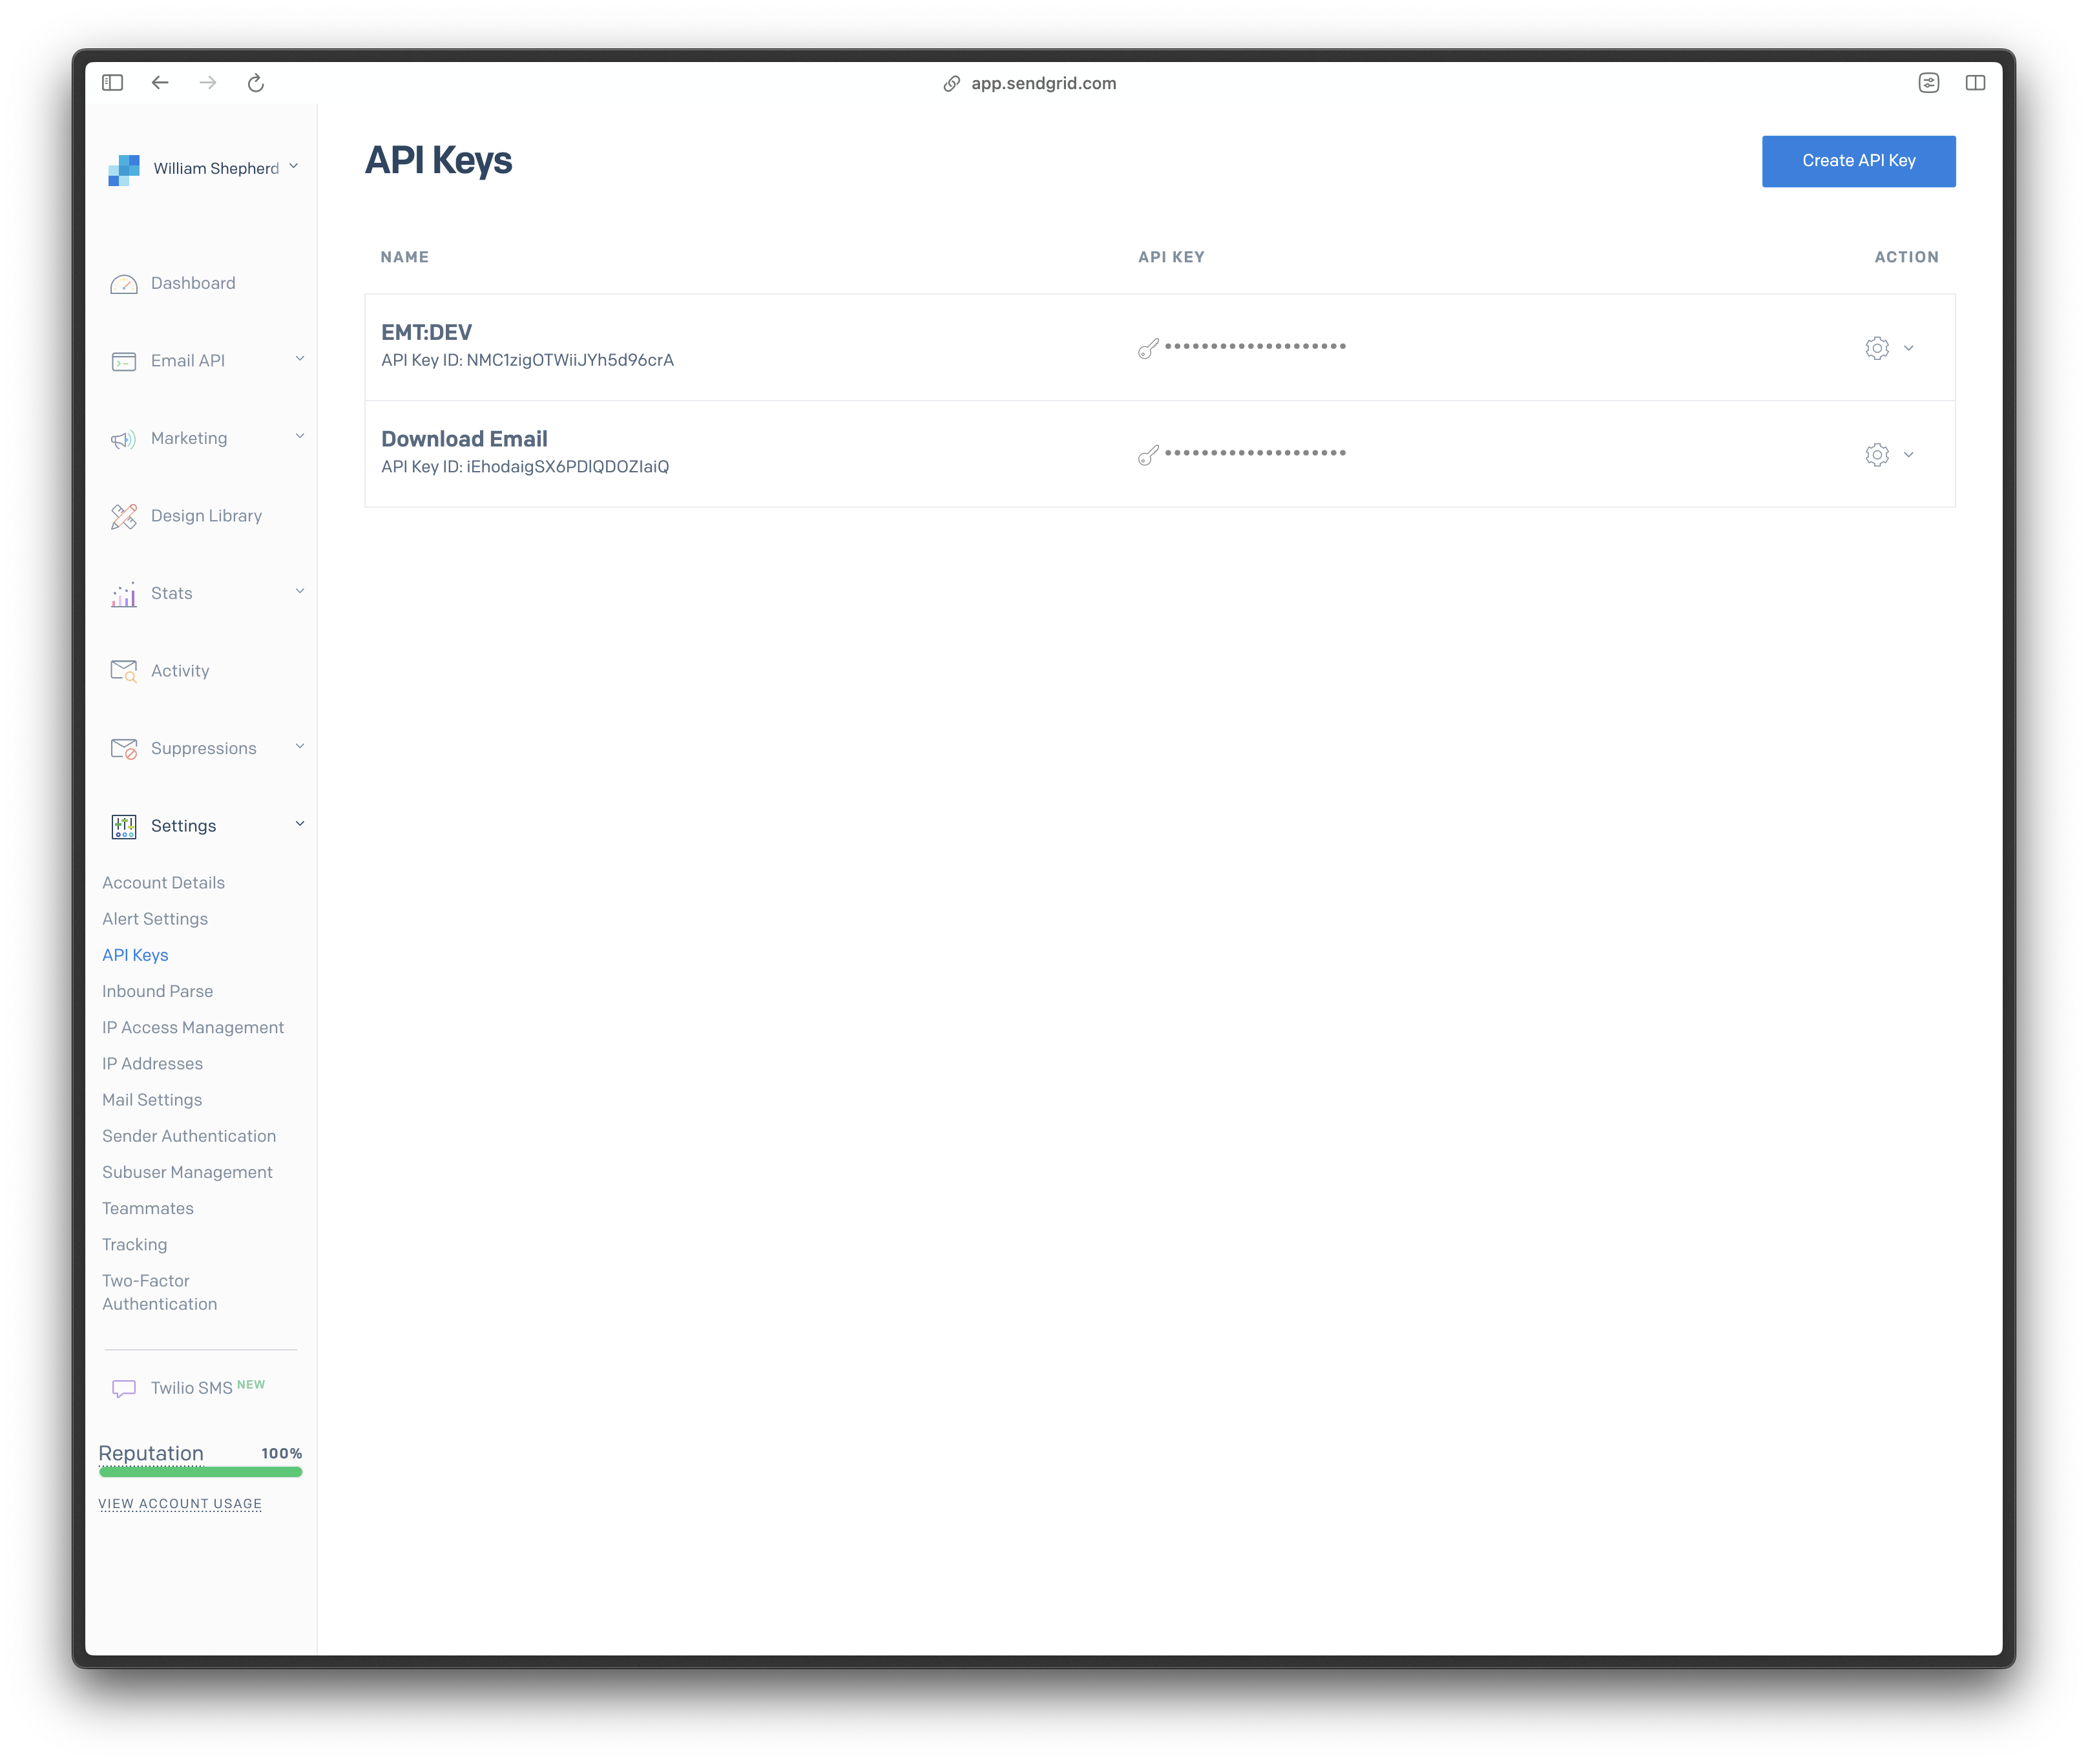 app.sendgrid.com
William Shepherd
Dashboard
Email API
Marketing
Design Library
Stats
Activity
Suppressions
Settings
Account Details
Alert Settings
API Keys
Inbound Parse
IP Access Management
IP Addresses
Mail Settings
Sender Authentication
Subuser Management
Teammates
Tracking
Two-Factor
Authentication
Twilio SMS NEW
Reputation 100%
VIEW ACCOUNT USAGE
API Keys
Create API Key
NAME API KEY ACTION
EMT:DEV
API Key ID: NMC1zigOTWiiJYh5d96crA
••••••••••••••••••••
Download Email
API Key ID: iEhodaigSX6PDlQDOZIaiQ
••••••••••••••••••••